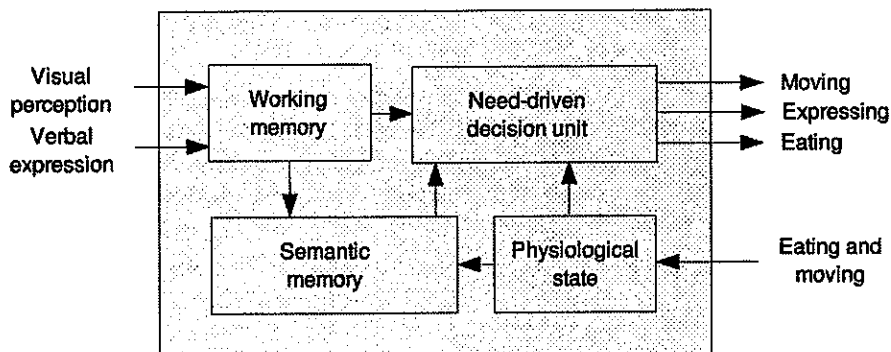 Visual
perception
Verbal
expression
Working
memory
Need-driven
decision unit
Moving
Expressing
Eating
Semantic
memory
Physiological
state
Eating and
moving